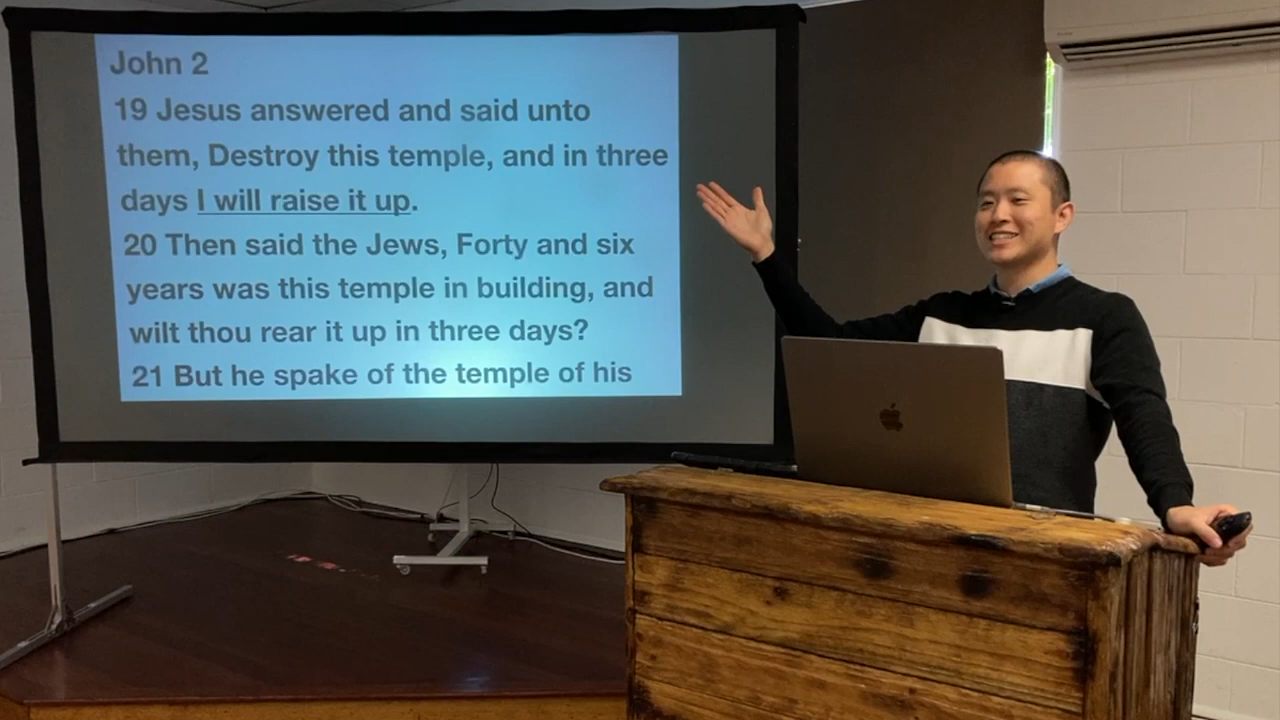 John 2
19 Jesus answered and said unto
them, Destroy this temple, and in three
days I will raise it up.
20 Then said the Jews, Forty and six
years was this temple in building, and
wilt thou rear it up in three days?
21 But he spake of the temple of his